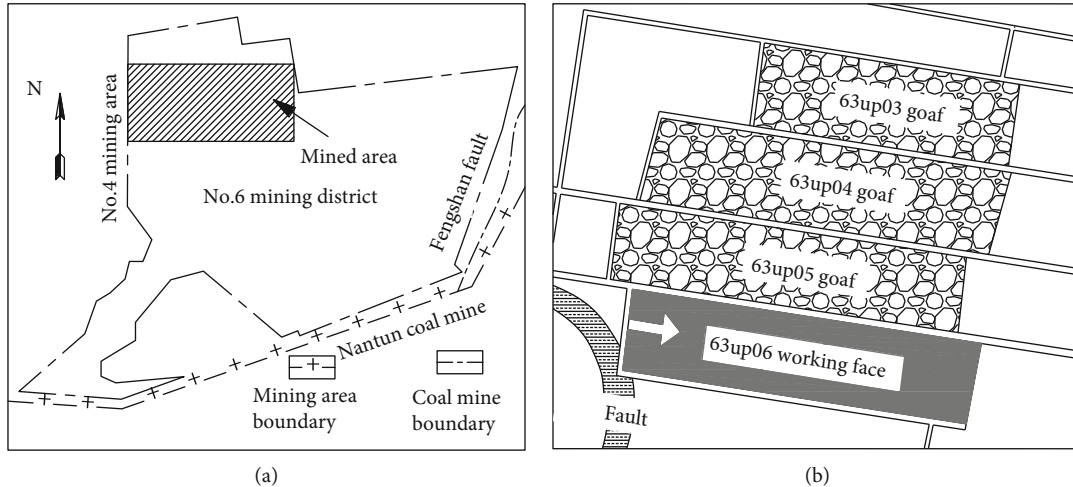 N
No.4 mining area
Mined area
No.6 mining district
Fengshan fault
Nantun coal mine
Mining area
boundary
Coal mine
boundary
(a)
63up03 goaf
63up04 goaf
63up05 goaf
63up06 working face
Fault
(b)